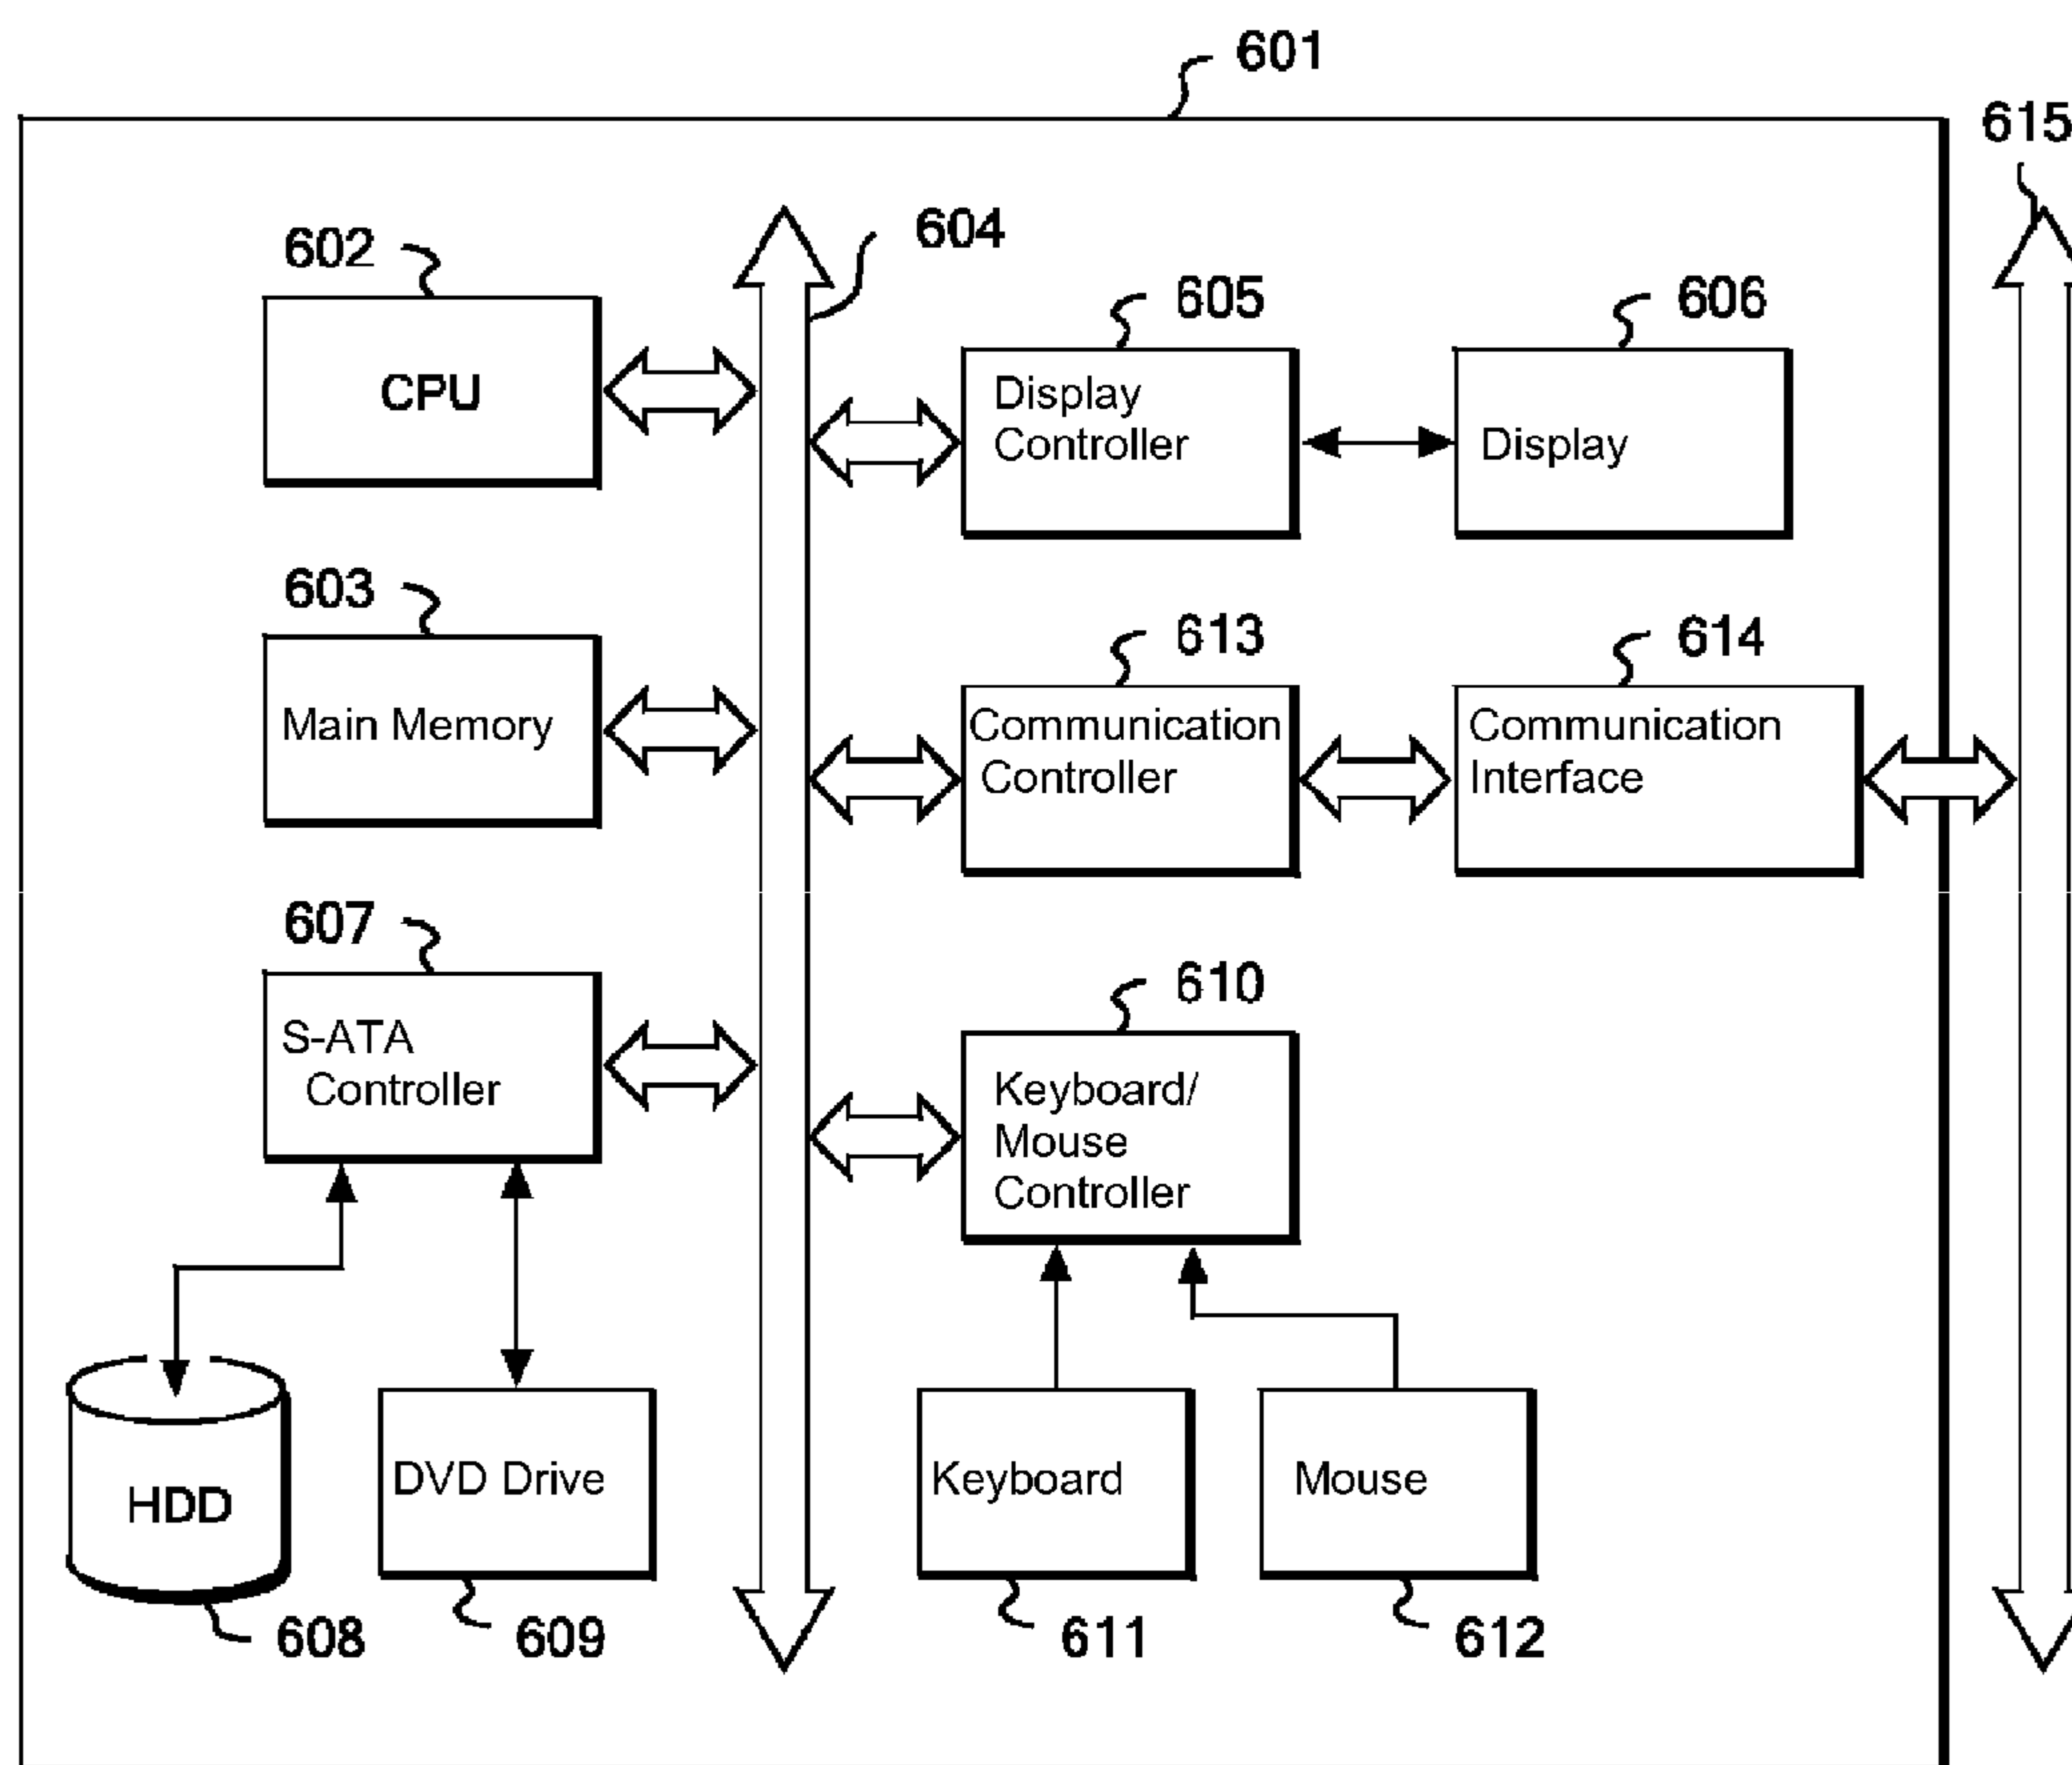 601
615
602
604
605
606
CPU
Display
Controller
Display
603
613
614
Main Memory
Communication
Controller
Communication
Interface
607
610
S-ATA
Controller
Keyboard/
Mouse
Controller
HDD
DVD Drive
Keyboard
Mouse
608
609
611
612